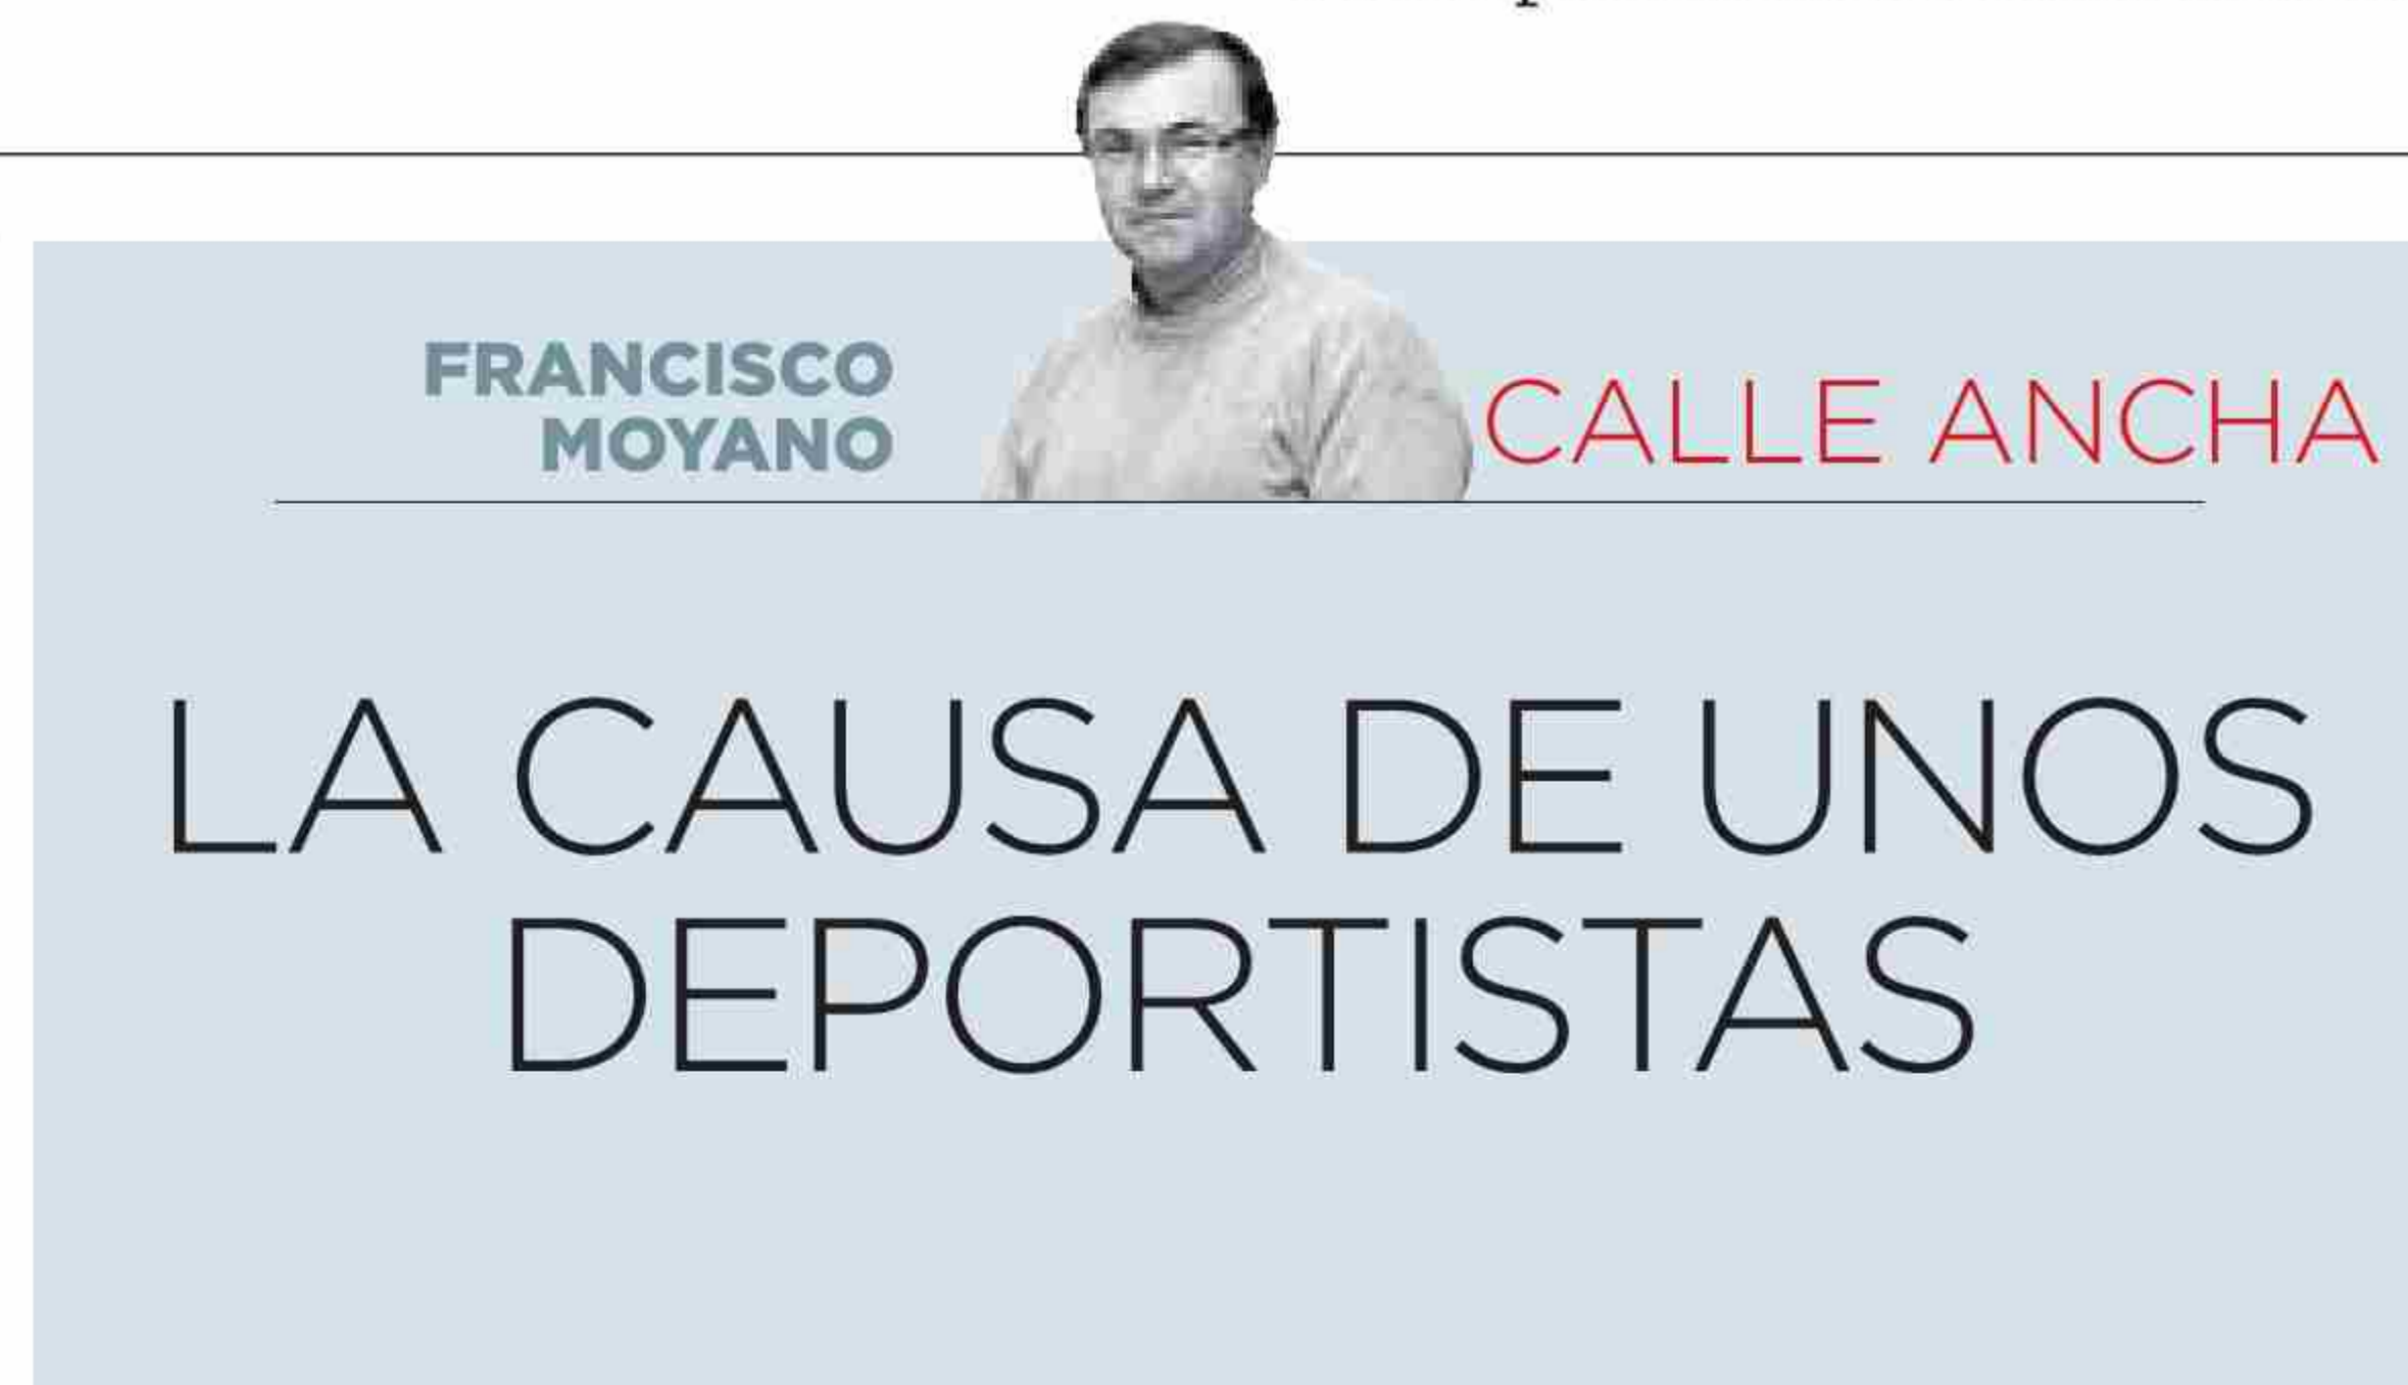 FRANCISCO
MOYANO
CALLE ANCHA
LA CAUSA DE UNOS
DEPORTISTAS